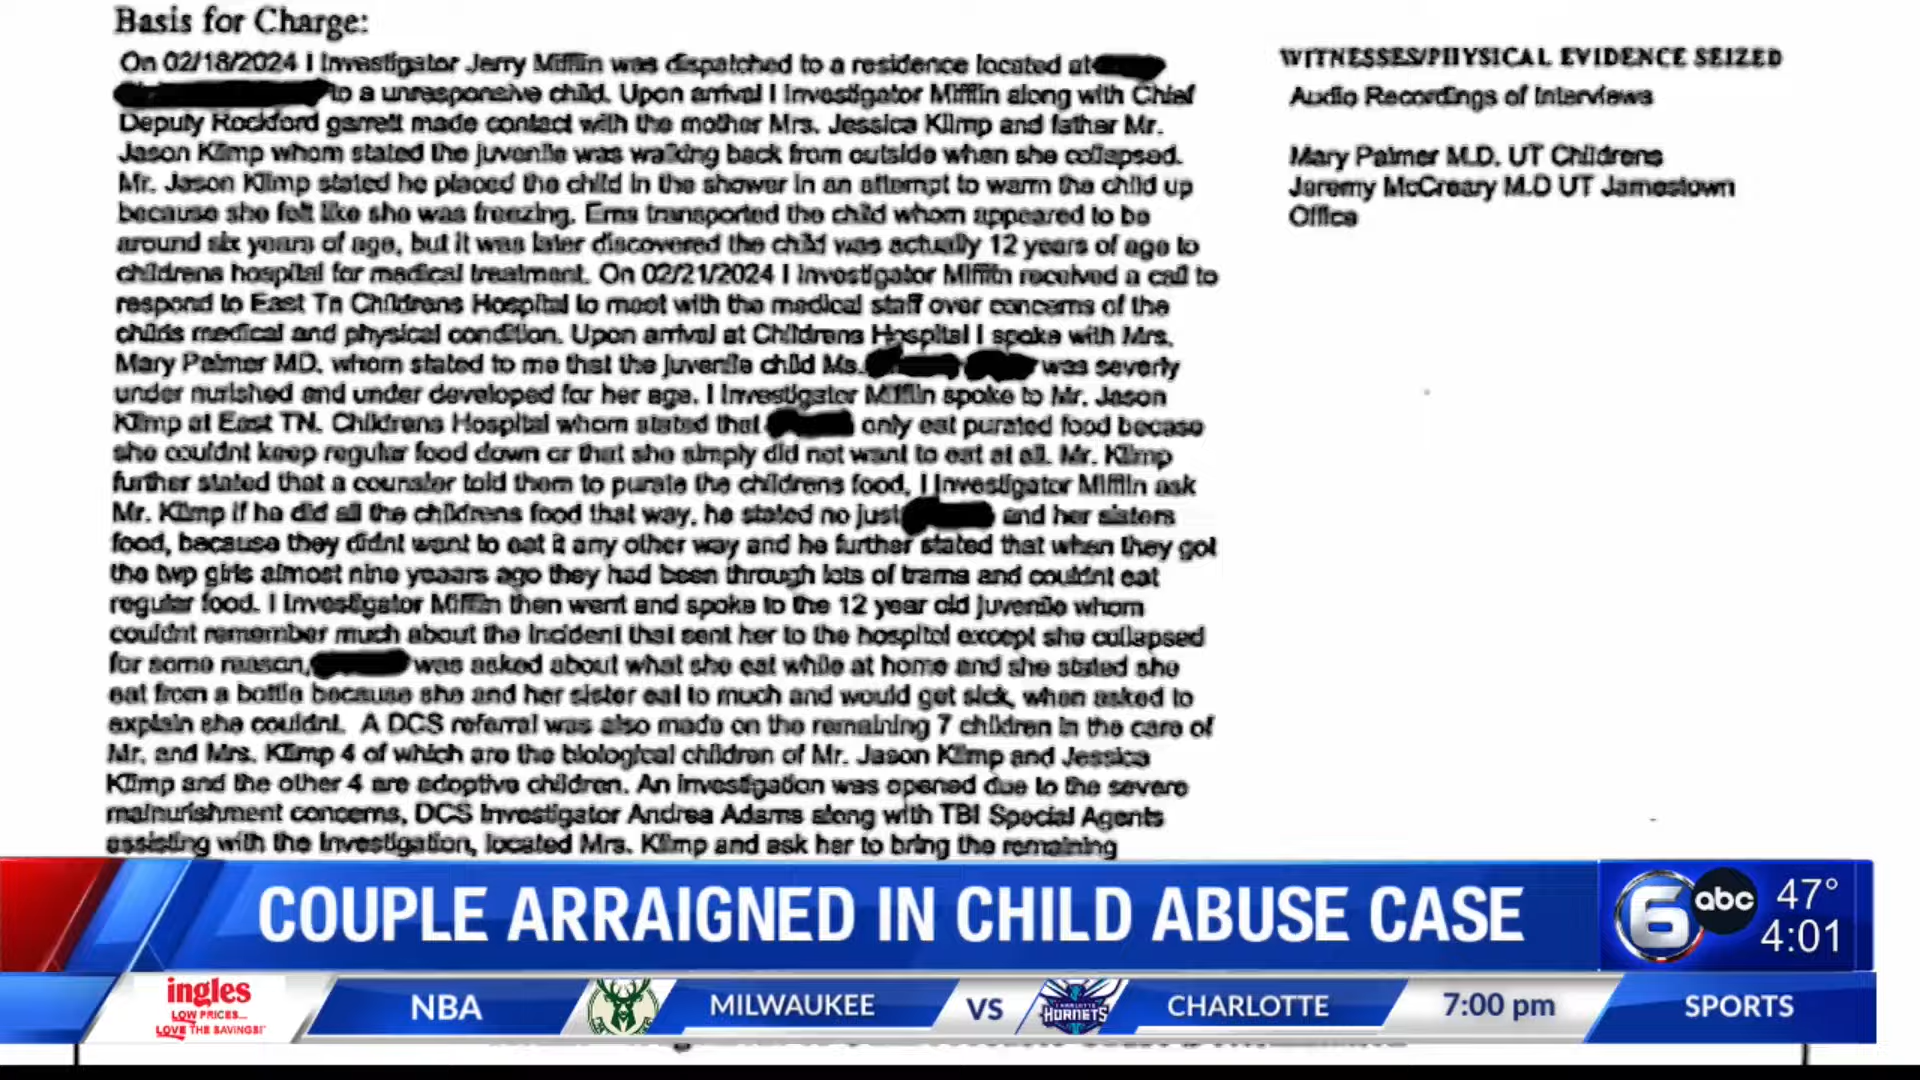 Basis for Charge:
On 02/18/2024 I Investigator Jerry Mifflin was dispatched to a residence located at
to a unresponsive child. Upon arrival I Investigator Mifflin along with Chief
Deputy Rockford garrett made contact with the mother Mrs. Jessica Klimp and father Mr.
Jason Klimp whom stated the juvenile was walking back from outside when she collapsed.
Mr. Jason Klimp stated he placed the child in the shower in an attempt to warm the child up
because she felt like she was freezing. Ems transported the child whom appeared to be
around six years of age, but it was later discovered the child was actually 12 years of age to
childrens hospital for medical treatment. On 02/21/2024 I Investigator Mifflin received a call to
respond to East Tn Childrens Hospital to meet with the medical staff over concerns of the
childs medical and physical condition. Upon arrival at Childrens Hospital I spoke with Mrs.
Mary Palmer MD. whom stated to me that the juvenile child Ms. was severly
under nurished and under developed for her age. I Investigator Mifflin spoke to Mr. Jason
Klimp at East TN. Childrens Hospital whom stated that only eat purated food becase
she couldnt keep regular food down or that she simply did not want to eat at all. Mr. Klimp
further stated that a counsler told them to purate the childrens food. I Investigator Mifflin ask
Mr. Klimp if he did all the childrens food that way, he stated no just and her sisters
food, because they didnt want to eat it any other way and he further stated that when they got
the twp girls almost nine yeaars ago they had been through lots of trama and couldnt eat
regular food. I Investigator Mifflin then went and spoke to the 12 year old juvenile whom
couldnt remember much about the incident that sent her to the hospital except she collapsed
for some reason, was asked about what she eat while at home and she stated she
eat from a bottle because she and her sister eat to much and would get sick, when asked to
explain she couldnt. A DCS referral was also made on the remaining 7 children in the care of
Mr. and Mrs. Klimp 4 of which are the biological children of Mr. Jason Klimp and Jessica
Klimp and the other 4 are adoptive children. An investigation was opened due to the severe
malnurishment concerns, DCS Investigator Andrea Adams along with TBI Special Agents
assisting with the investigation, located Mrs. Klimp and ask her to bring the remaining
WITNESSES/PHYSICAL EVIDENCE SEIZED
Audio Recordings of Interviews
Mary Palmer M.D. UT Childrens
Jeremy McCreary M.D UT Jamestown
Office
COUPLE ARRAIGNED IN CHILD ABUSE CASE
6 abc 47°
4:01
ingles
LOW PRICES...
LOVE THE SAVINGS!
NBA MILWAUKEE VS CHARLOTTE HORNETS CHARLOTTE 7:00 pm SPORTS